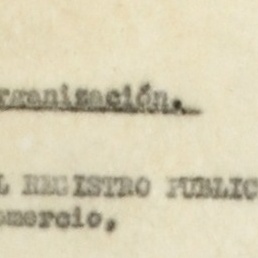 rganización.
L REGISTRO PUBLIC
omercio,